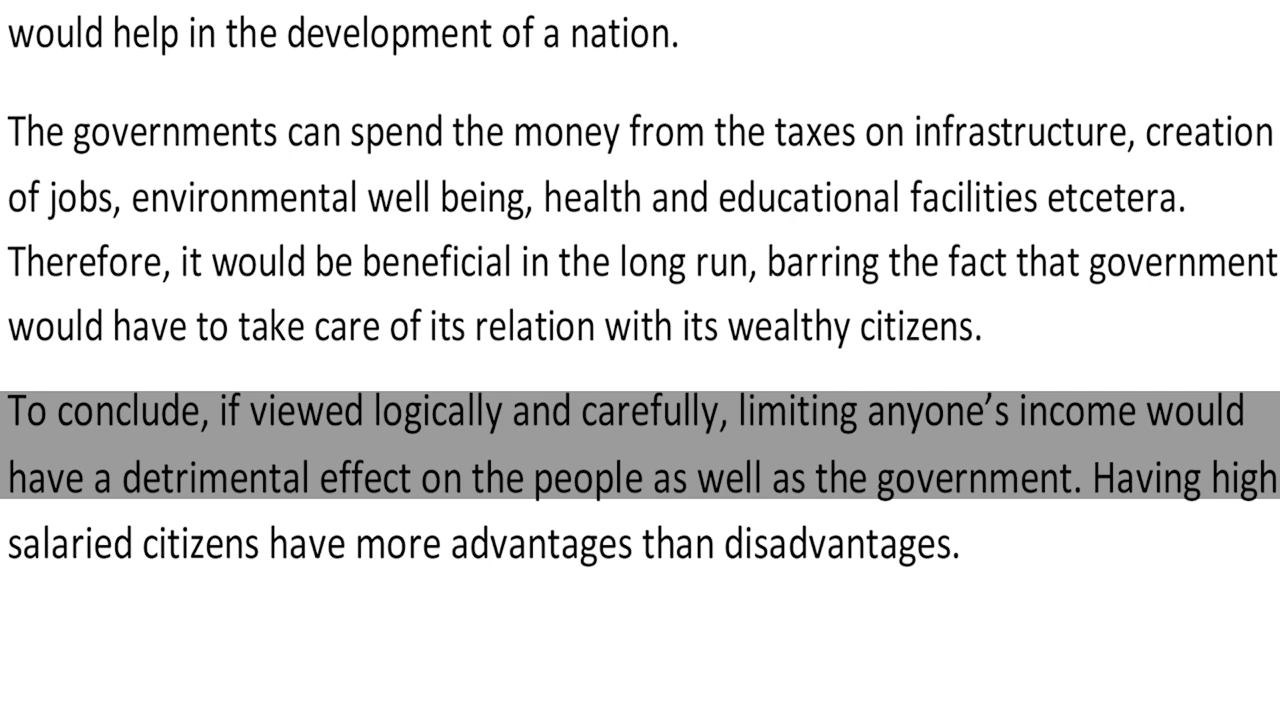 would help in the development of a nation.
The governments can spend the money from the taxes on infrastructure, creation
of jobs, environmental well being, health and educational facilities etcetera.
Therefore, it would be beneficial in the long run, barring the fact that government
would have to take care of its relation with its wealthy citizens.
To conclude, if viewed logically and carefully, limiting anyone’s income would
have a detrimental effect on the people as well as the government. Having high
salaried citizens have more advantages than disadvantages.